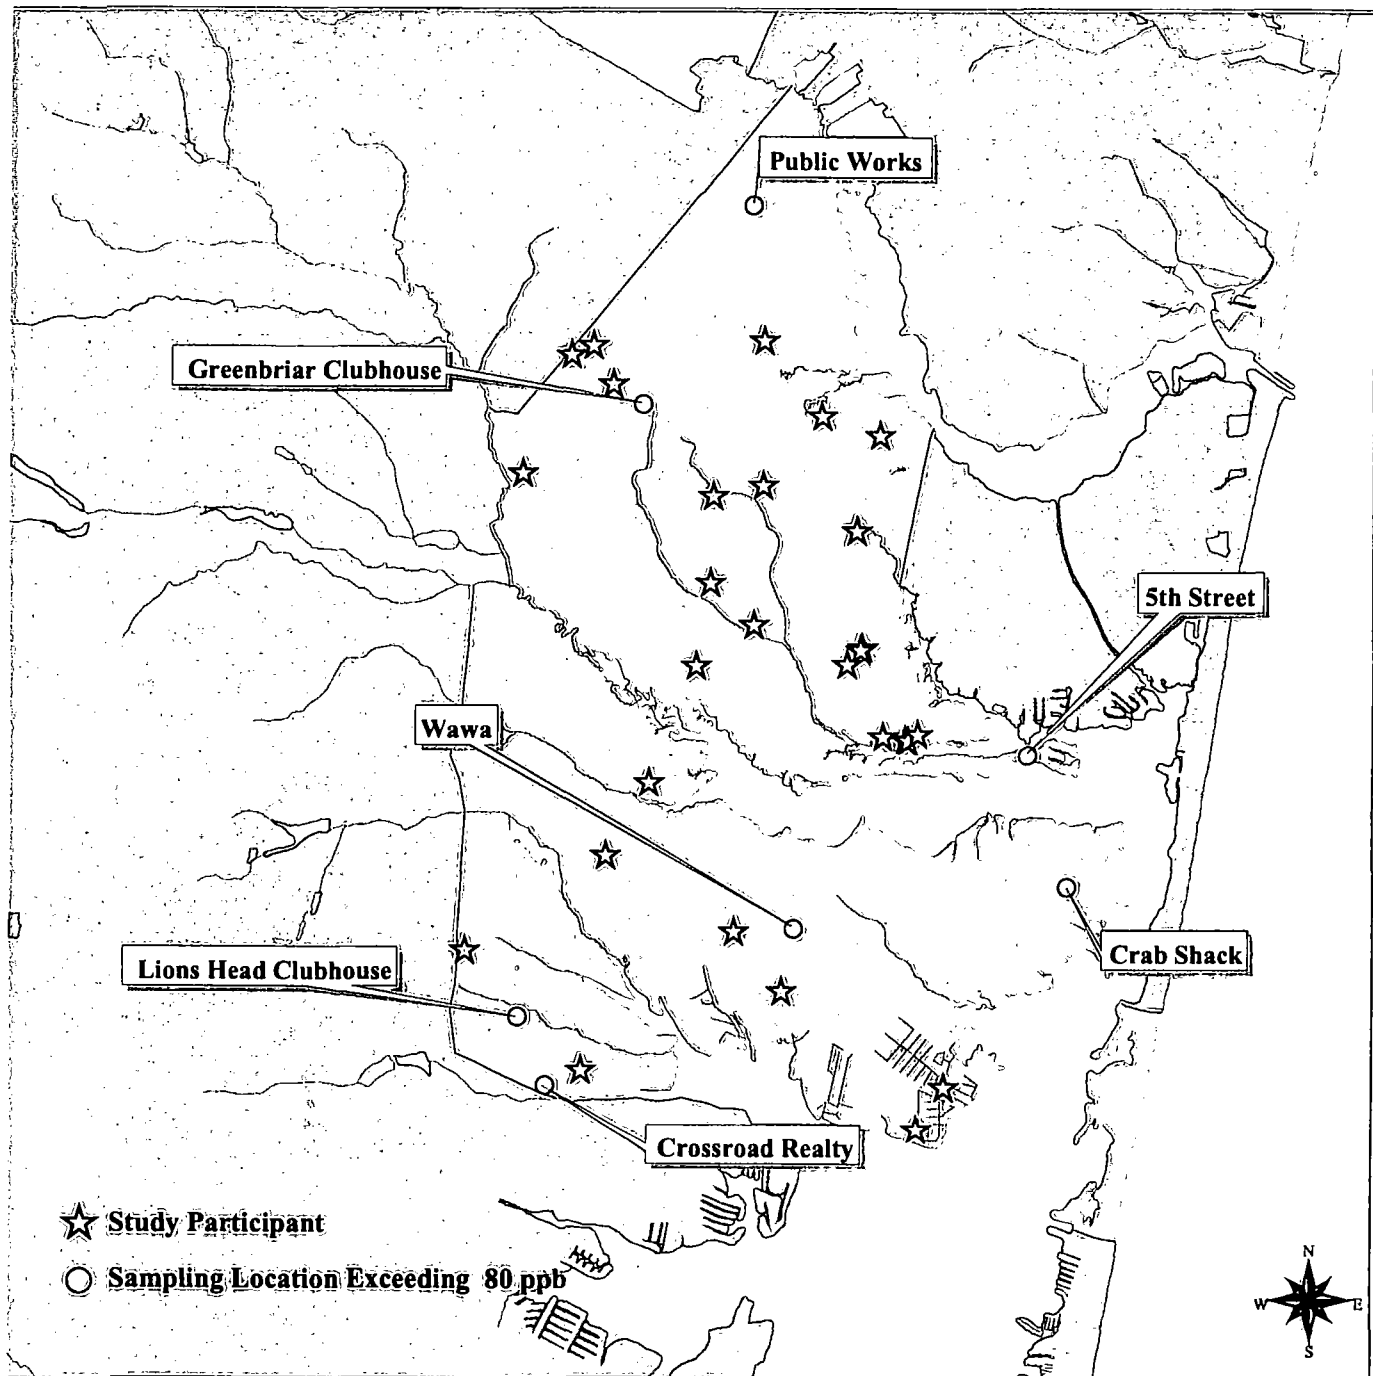 Public Works
Greenbriar Clubhouse
5th Street
Wawa
Lions Head Clubhouse
Crab Shack
Crossroad Realty
Study Participant
Sampling Location Exceeding 80 ppb
N
W E
S